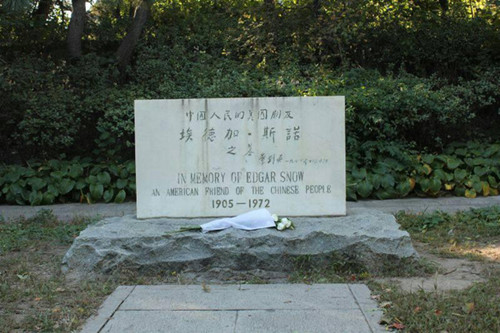 中國人民的美國朋友
埃德加·斯諾
之墓
IN MEMORY OF EDGAR SNOW
AN AMERICAN FRIEND OF THE CHINESE PEOPLE
1905—1972